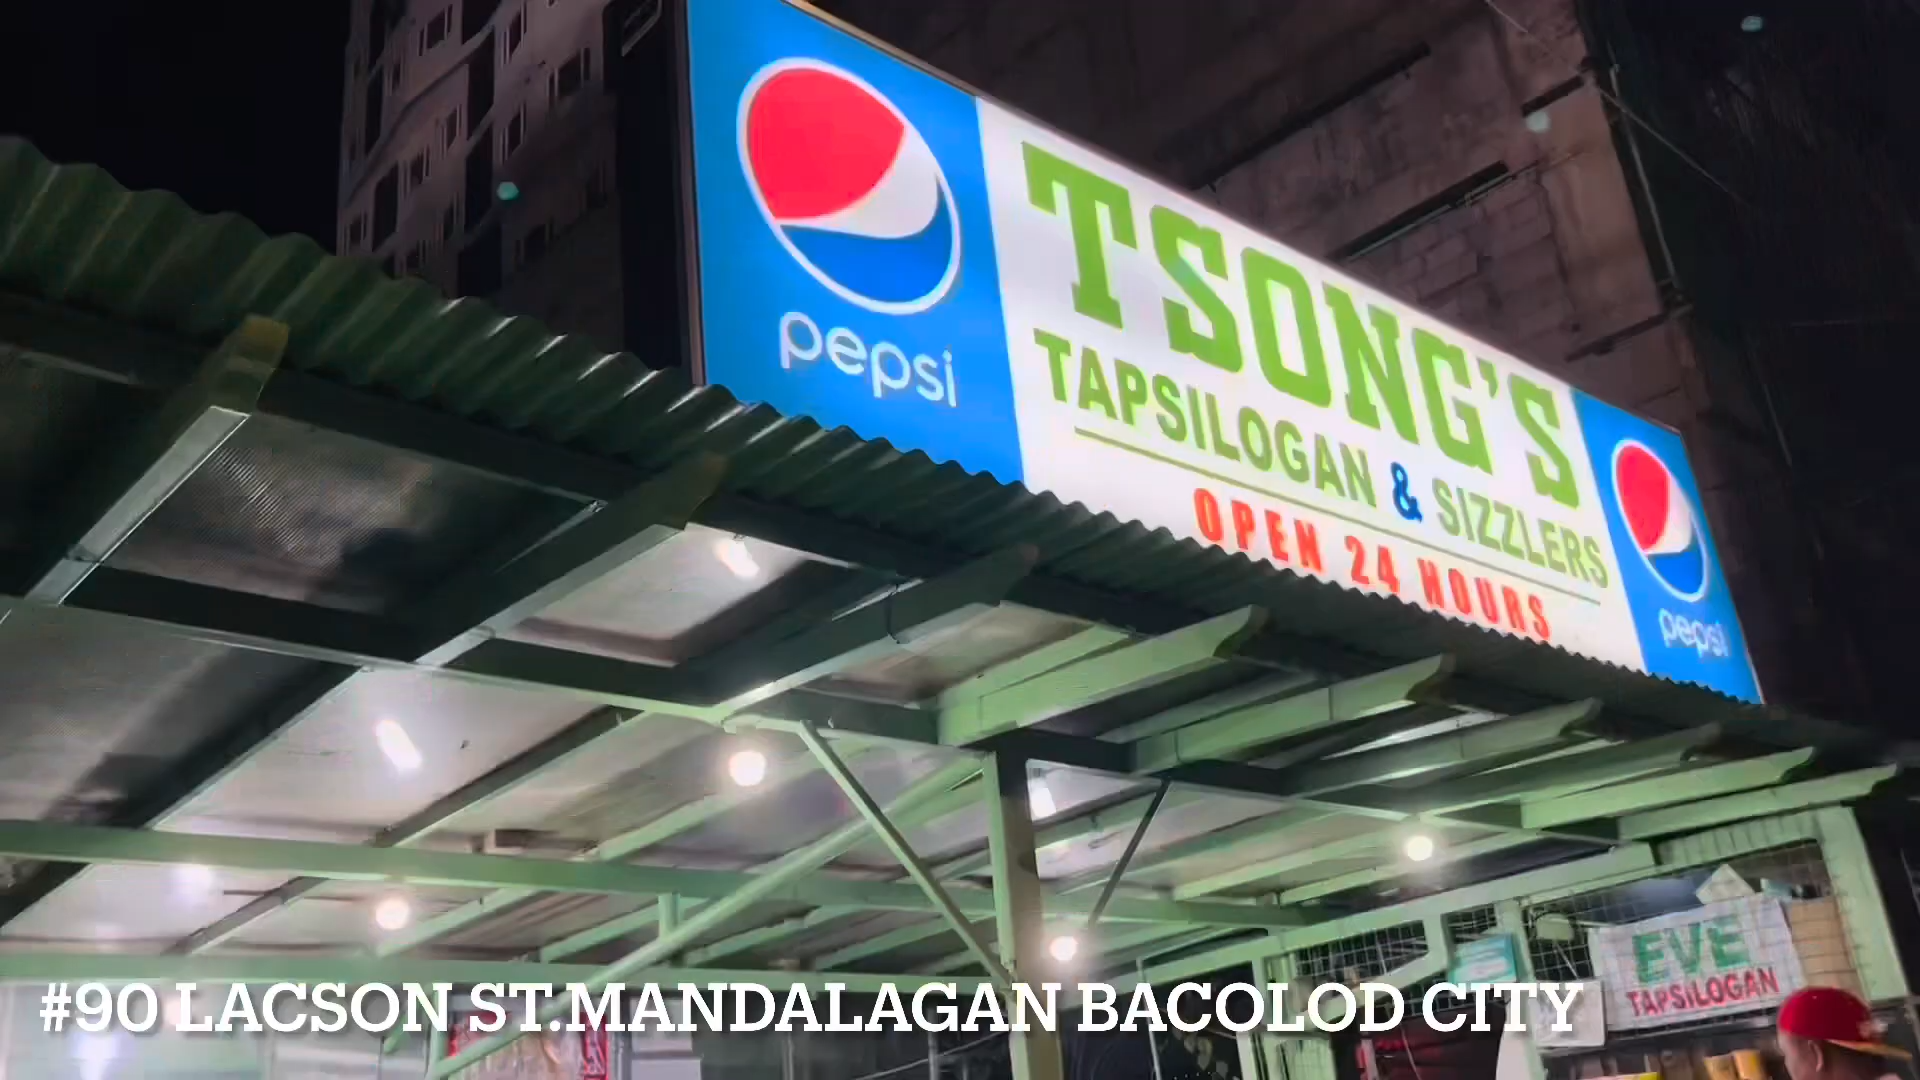 pepsi
TSONG'S
TAPSILOGAN & SIZZLERS
OPEN 24 HOURS
pepsi
EVE
TAPSILOGAN
#90 LACSON ST.MANDALAGAN BACOLOD CITY